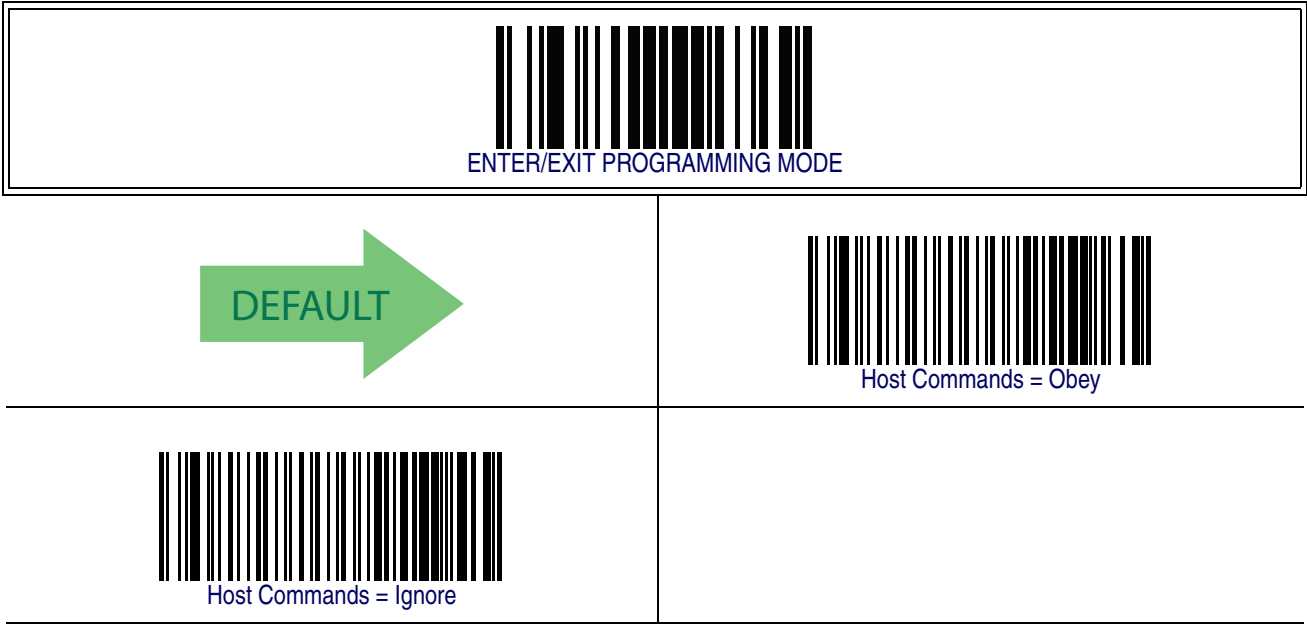 ENTER/EXIT PROGRAMMING MODE
DEFAULT
Host Commands = Obey
Host Commands = Ignore